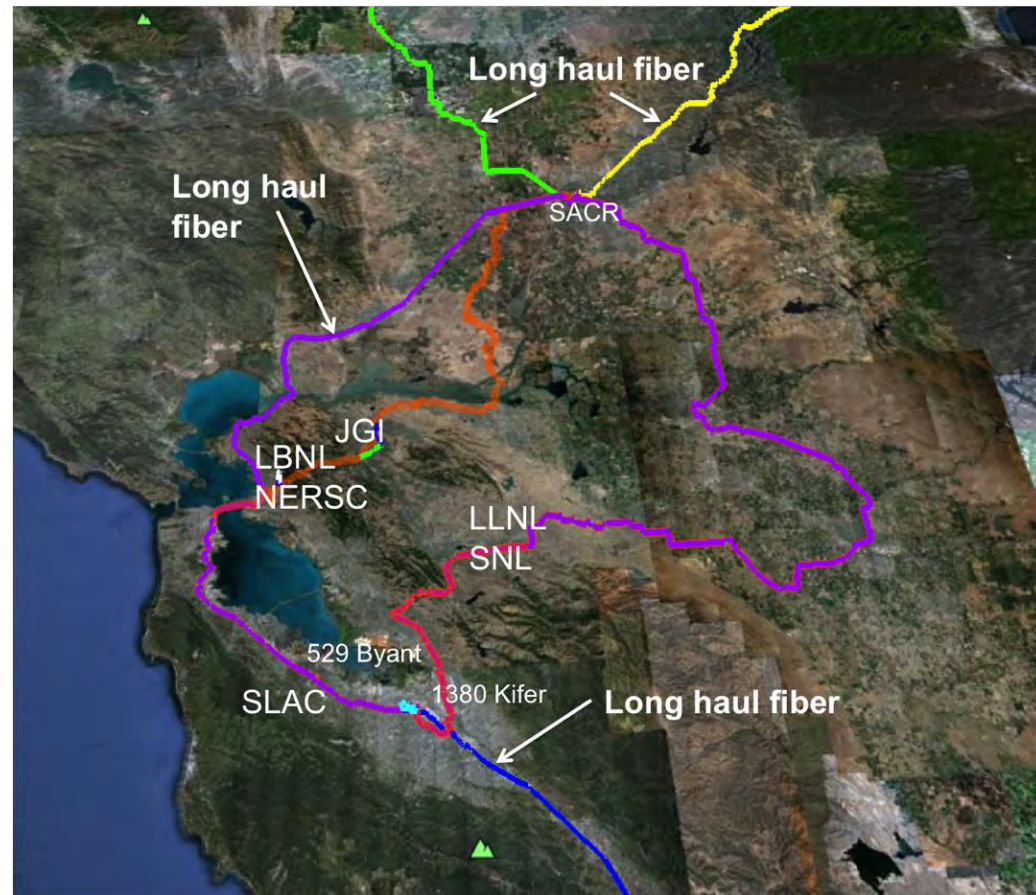 Long haul fiber
Long haul
fiber
SACR
JGI
LBNL
NERSC
LLNL
SNL
529 Byant
1380 Kifer
SLAC
Long haul fiber